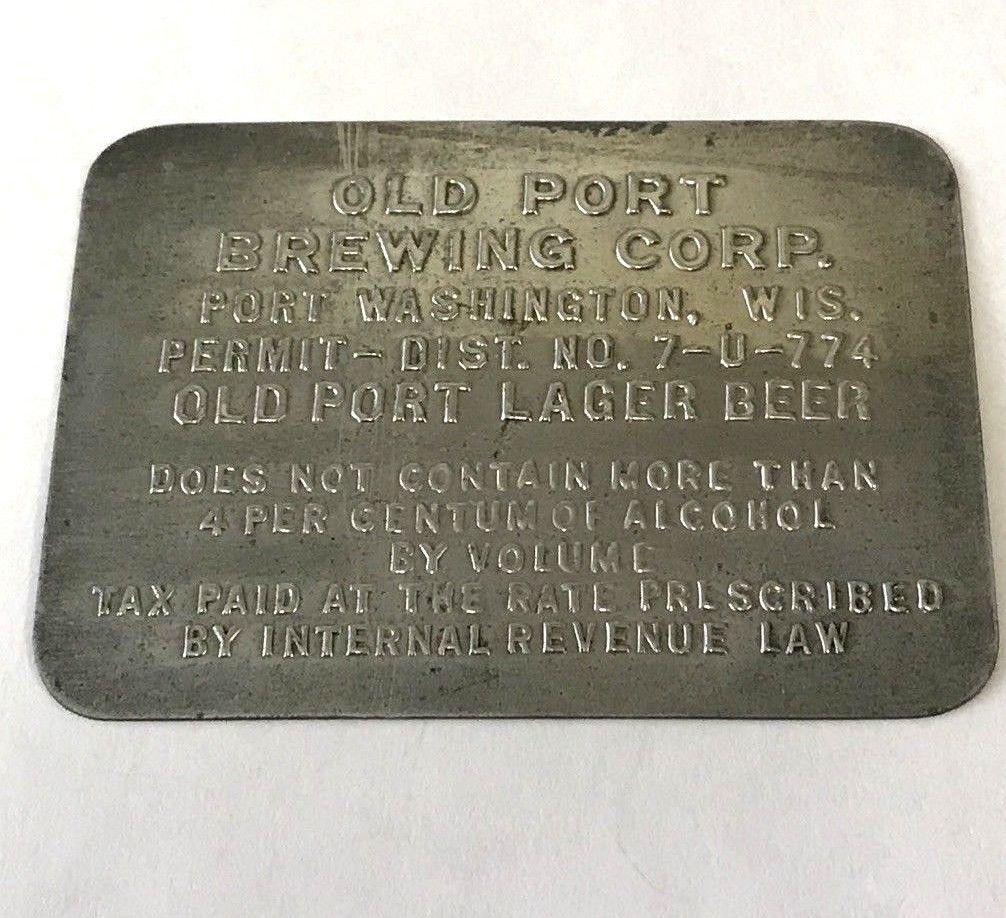 OLD PORT
BREWING CORP.
PORT WASHINGTON, WIS.
PERMIT-DIST. NO. 7-U-774
OLD PORT LAGER BEER
DOES NOT CONTAIN MORE THAN
4 PER CENTUM OF ALCOHOL
BY VOLUME
TAX PAID AT THE RATE PRESCRIBED
BY INTERNAL REVENUE LAW